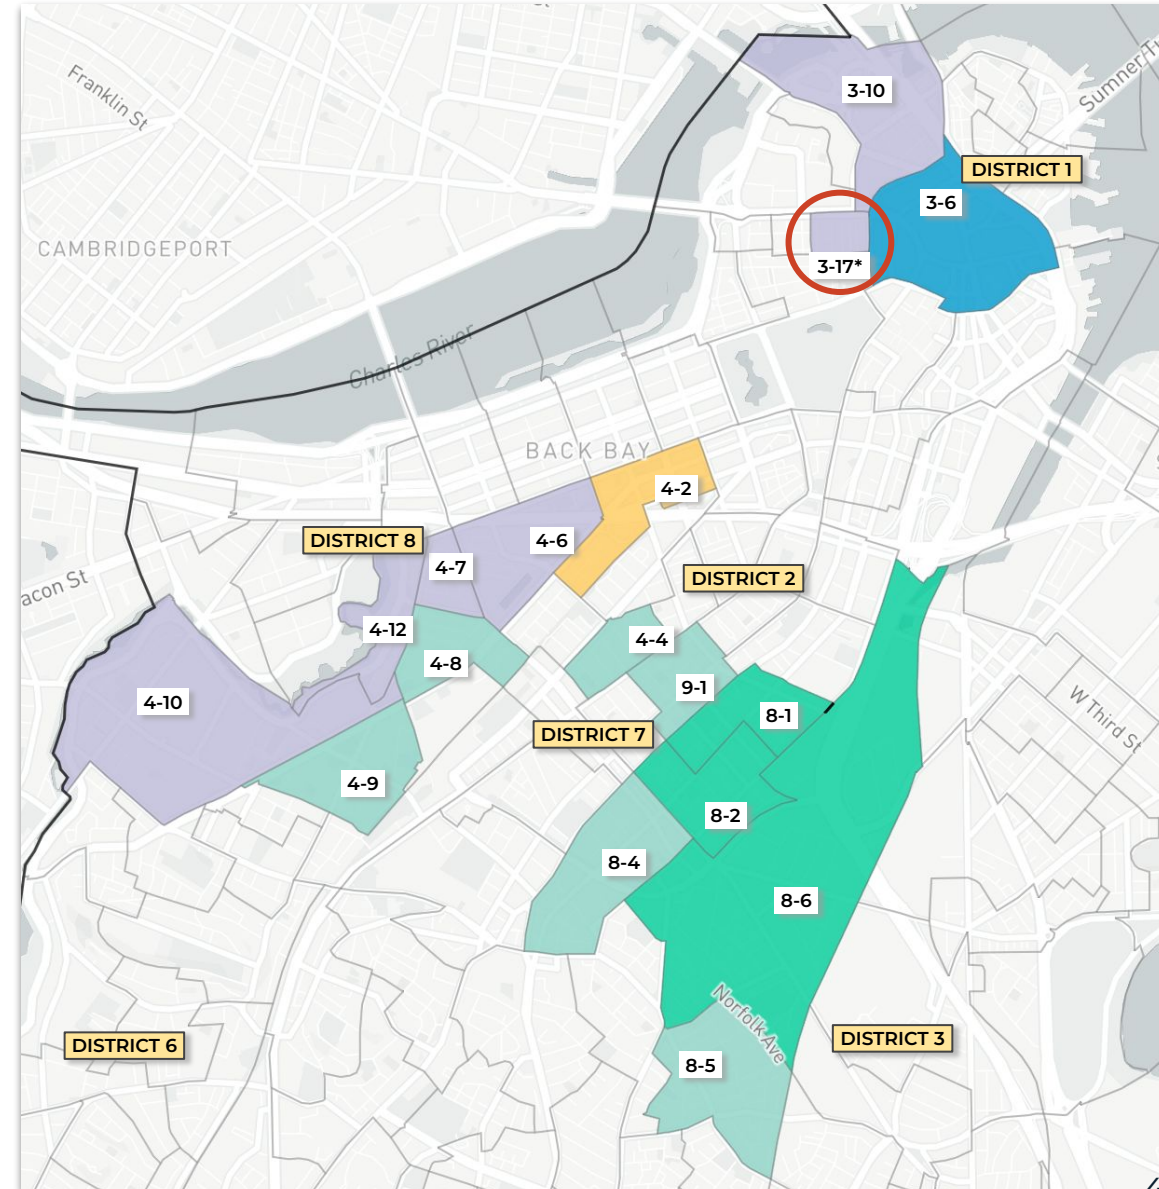 Franklin St
3-10
Sumner Tu
DISTRICT 1
3-6
CAMBRIDGEPORT
3-17*
Charles River
BACK BAY
4-2
DISTRICT 8
4-6
4-7
DISTRICT 2
acon St
4-12
4-4
4-8
9-1
4-10
8-1
W Third St
DISTRICT 7
4-9
8-2
8-4
8-6
Norfolk Ave
DISTRICT 6
DISTRICT 3
8-5